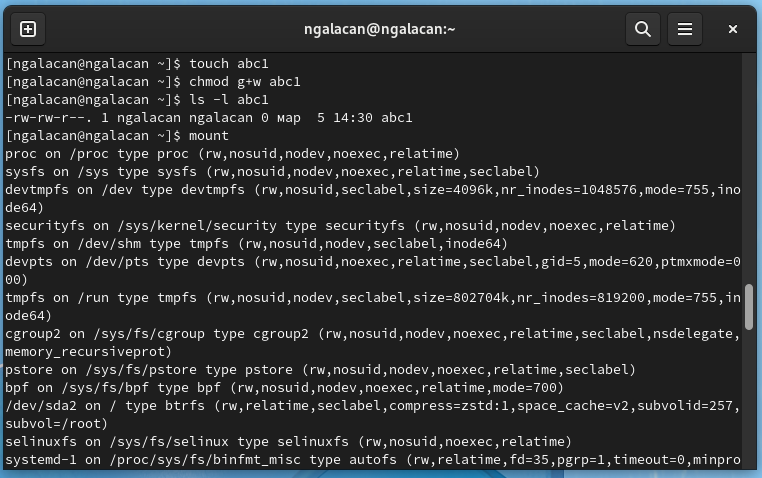 ngalacan@ngalacan:~
[ngalacan@ngalacan ~]$ touch abc1
[ngalacan@ngalacan ~]$ chmod g+w abc1
[ngalacan@ngalacan ~]$ ls -l abc1
-rw-rw-r--. 1 ngalacan ngalacan 0 мар  5 14:30 abc1
[ngalacan@ngalacan ~]$ mount
proc on /proc type proc (rw,nosuid,nodev,noexec,relatime)
sysfs on /sys type sysfs (rw,nosuid,nodev,noexec,relatime,seclabel)
devtmpfs on /dev type devtmpfs (rw,nosuid,seclabel,size=4096k,nr_inodes=1048576,mode=755,ino
de64)
securityfs on /sys/kernel/security type securityfs (rw,nosuid,nodev,noexec,relatime)
tmpfs on /dev/shm type tmpfs (rw,nosuid,nodev,seclabel,inode64)
devpts on /dev/pts type devpts (rw,nosuid,noexec,relatime,seclabel,gid=5,mode=620,ptmxmode=0
00)
tmpfs on /run type tmpfs (rw,nosuid,nodev,seclabel,size=802704k,nr_inodes=819200,mode=755,in
ode64)
cgroup2 on /sys/fs/cgroup type cgroup2 (rw,nosuid,nodev,noexec,relatime,seclabel,nsdelegate,
memory_recursiveprot)
pstore on /sys/fs/pstore type pstore (rw,nosuid,nodev,noexec,relatime,seclabel)
bpf on /sys/fs/bpf type bpf (rw,nosuid,nodev,noexec,relatime,mode=700)
/dev/sda2 on / type btrfs (rw,relatime,seclabel,compress=zstd:1,space_cache=v2,subvolid=257,
subvol=/root)
selinuxfs on /sys/fs/selinux type selinuxfs (rw,nosuid,noexec,relatime)
systemd-1 on /proc/sys/fs/binfmt_misc type autofs (rw,relatime,fd=35,pgrp=1,timeout=0,minpro